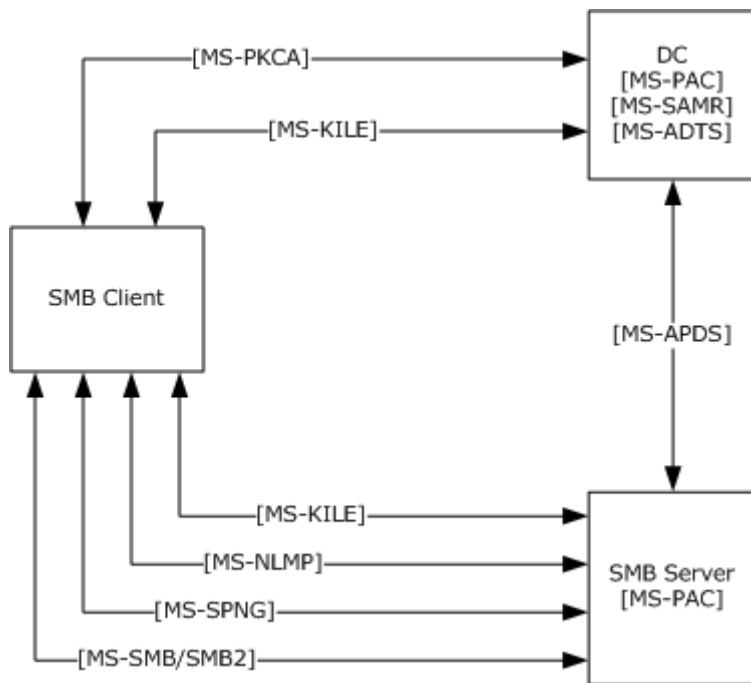 [MS-PKCA]
DC
[MS-PAC]
[MS-SAMR]
[MS-ADTS]
[MS-KILE]
SMB Client
[MS-APDS]
[MS-KILE]
[MS-NLMP]
SMB Server
[MS-PAC]
[MS-SPNG]
[MS-SMB/SMB2]